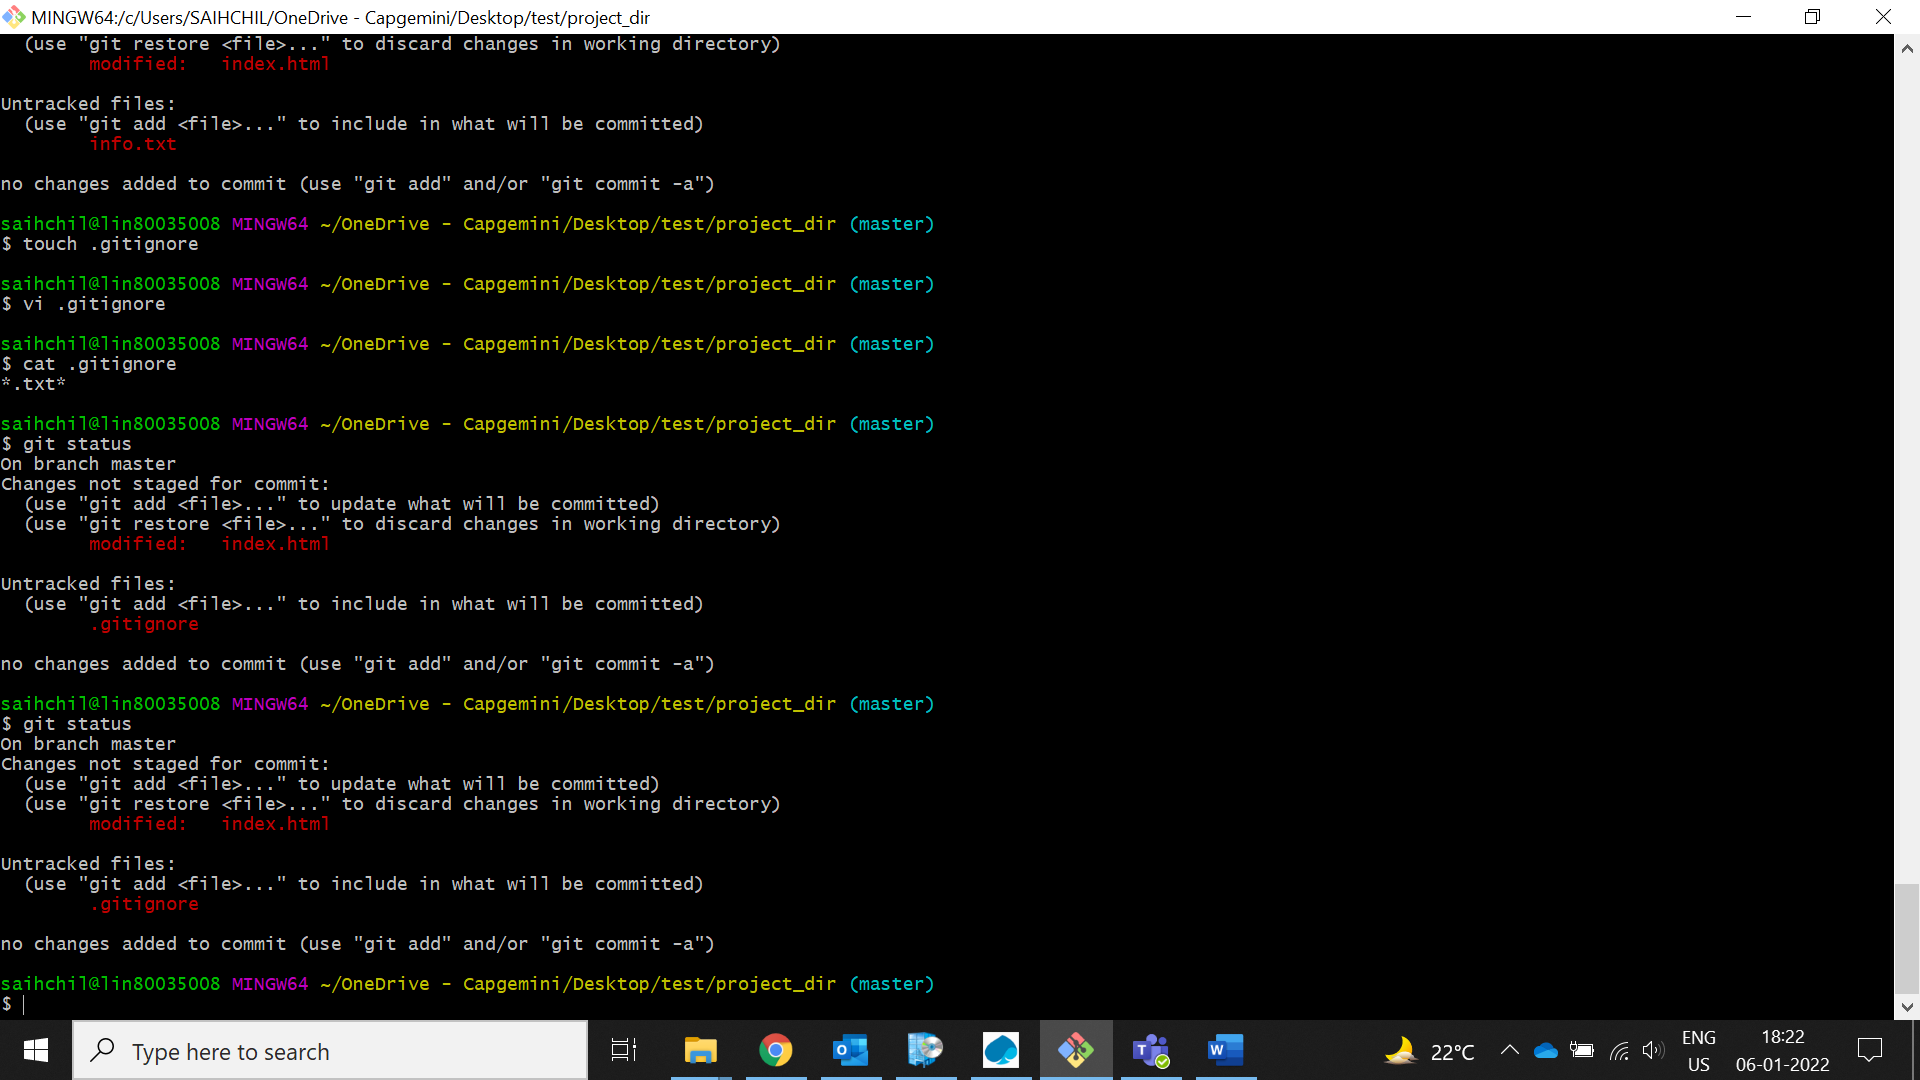 MINGW64:/c/Users/SAIHCHIL/OneDrive - Capgemini/Desktop/test/project_dir
  (use "git restore <file>..." to discard changes in working directory)
        modified:   index.html

Untracked files:
  (use "git add <file>..." to include in what will be committed)
        info.txt

no changes added to commit (use "git add" and/or "git commit -a")

saihchil@lin80035008 MINGW64 ~/OneDrive - Capgemini/Desktop/test/project_dir (master)
$ touch .gitignore

saihchil@lin80035008 MINGW64 ~/OneDrive - Capgemini/Desktop/test/project_dir (master)
$ vi .gitignore

saihchil@lin80035008 MINGW64 ~/OneDrive - Capgemini/Desktop/test/project_dir (master)
$ cat .gitignore
*.txt*

saihchil@lin80035008 MINGW64 ~/OneDrive - Capgemini/Desktop/test/project_dir (master)
$ git status
On branch master
Changes not staged for commit:
  (use "git add <file>..." to update what will be committed)
  (use "git restore <file>..." to discard changes in working directory)
        modified:   index.html

Untracked files:
  (use "git add <file>..." to include in what will be committed)
        .gitignore

no changes added to commit (use "git add" and/or "git commit -a")

saihchil@lin80035008 MINGW64 ~/OneDrive - Capgemini/Desktop/test/project_dir (master)
$ git status
On branch master
Changes not staged for commit:
  (use "git add <file>..." to update what will be committed)
  (use "git restore <file>..." to discard changes in working directory)
        modified:   index.html

Untracked files:
  (use "git add <file>..." to include in what will be committed)
        .gitignore

no changes added to commit (use "git add" and/or "git commit -a")

saihchil@lin80035008 MINGW64 ~/OneDrive - Capgemini/Desktop/test/project_dir (master)
$
Type here to search
22°C
ENG
US
18:22
06-01-2022